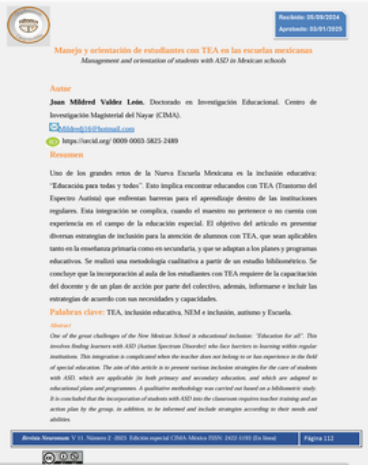 Recibido: 05/09/2024
Aprobado: 03/01/2025
Manejo y orientación de estudiantes con TEA en las escuelas mexicanas
Management and orientation of students with ASD in Mexican schools
Autor
Joan Mildred Valdez León. Doctorado en Investigación Educacional. Centro de
Investigación Magisterial del Nayar (CIMA).
https://orcid.org/ 0009-0003-5825-2489
Resumen
Uno de los grandes retos de la Nueva Escuela Mexicana es la inclusión educativa:
"Educación para todas y todos". Esto implica encontrar educandos con TEA (Trastorno del
Espectro Autista) que enfrentan barreras para el aprendizaje dentro de las instituciones
regulares. Esta integración se complica, cuando el maestro no pertenece o no cuenta con
experiencia en el campo de la educación especial. El objetivo del artículo es presentar
diversas estrategias de inclusión para la atención de alumnos con TEA, que seas aplicables
tanto en la enseñanza primaria como en secundaria, y que se adaptas a los planes y programas
educativos. Se realizó una metodología cualitativa a partir de un estudio bibliométrico. Se
concluye que la incorporación al aula de los estudiantes con TEA requiere de la capacitación
del docente y de un plan de acción por parte del colectivo, además, informarse e incluir las
estrategias de acuerdo con sus necesidades y capacidades.
Palabras clave: TEA, inclusión educativa, NEM e inclusión, autismo y Escuela.
Abstract
One of the great challenges of the New Mexican School is educational inclusion: "Education for all". This
involves finding learners with ASD (Autism Spectrum Disorder) who face barriers to learning within regular
institutions. This integration is complicated when the teacher does not belong to or has experience in the field
of special education. The aim of this article is to present various inclusion strategies for the care of students
with ASD, which are applicable in both primary and secondary education, and which are adapted to
educational plans and programmes. A qualitative methodology was carried out based on a bibliometric study.
It is concluded that the incorporation of students with ASD into the classroom requires teacher training and an
action plan by the group, in addition, to be informed and include strategies according to their needs and
abilities.
Revista Neuronum. V 11. Número 2 -2025 Edición especial CIMA-México ISSN: 2422-5193 (En línea)
Página 112